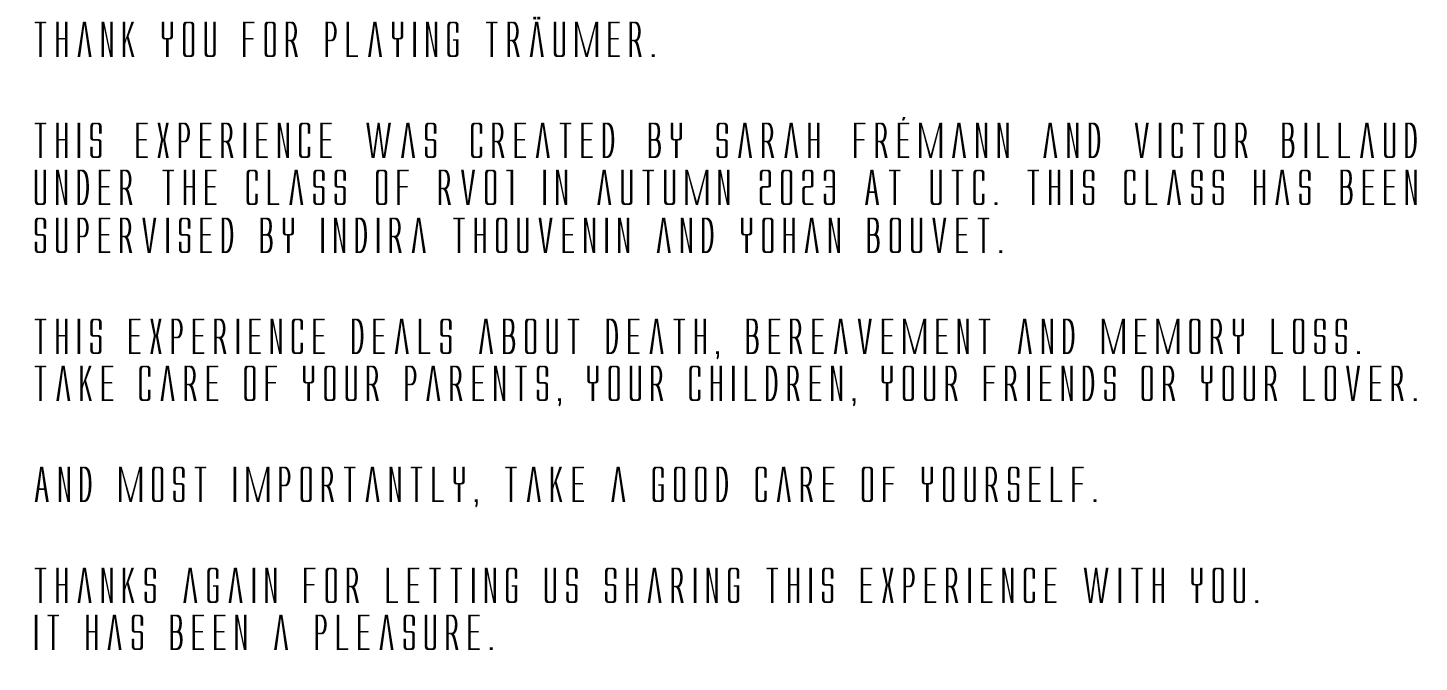 THANK YOU FOR PLAYING TRÄUMER.
THIS EXPERIENCE WAS CREATED BY SARAH FRÉMANN AND VICTOR BILLAUD
UNDER THE CLASS OF RV01 IN AUTUMN 2023 AT UTC. THIS CLASS HAS BEEN
SUPERVISED BY INDIRA THOUVENIN AND YOHAN BOUVET.
THIS EXPERIENCE DEALS ABOUT DEATH, BEREAVEMENT AND MEMORY LOSS.
TAKE CARE OF YOUR PARENTS, YOUR CHILDREN, YOUR FRIENDS OR YOUR LOVER.
AND MOST IMPORTANTLY, TAKE A GOOD CARE OF YOURSELF.
THANKS AGAIN FOR LETTING US SHARING THIS EXPERIENCE WITH YOU.
IT HAS BEEN A PLEASURE.